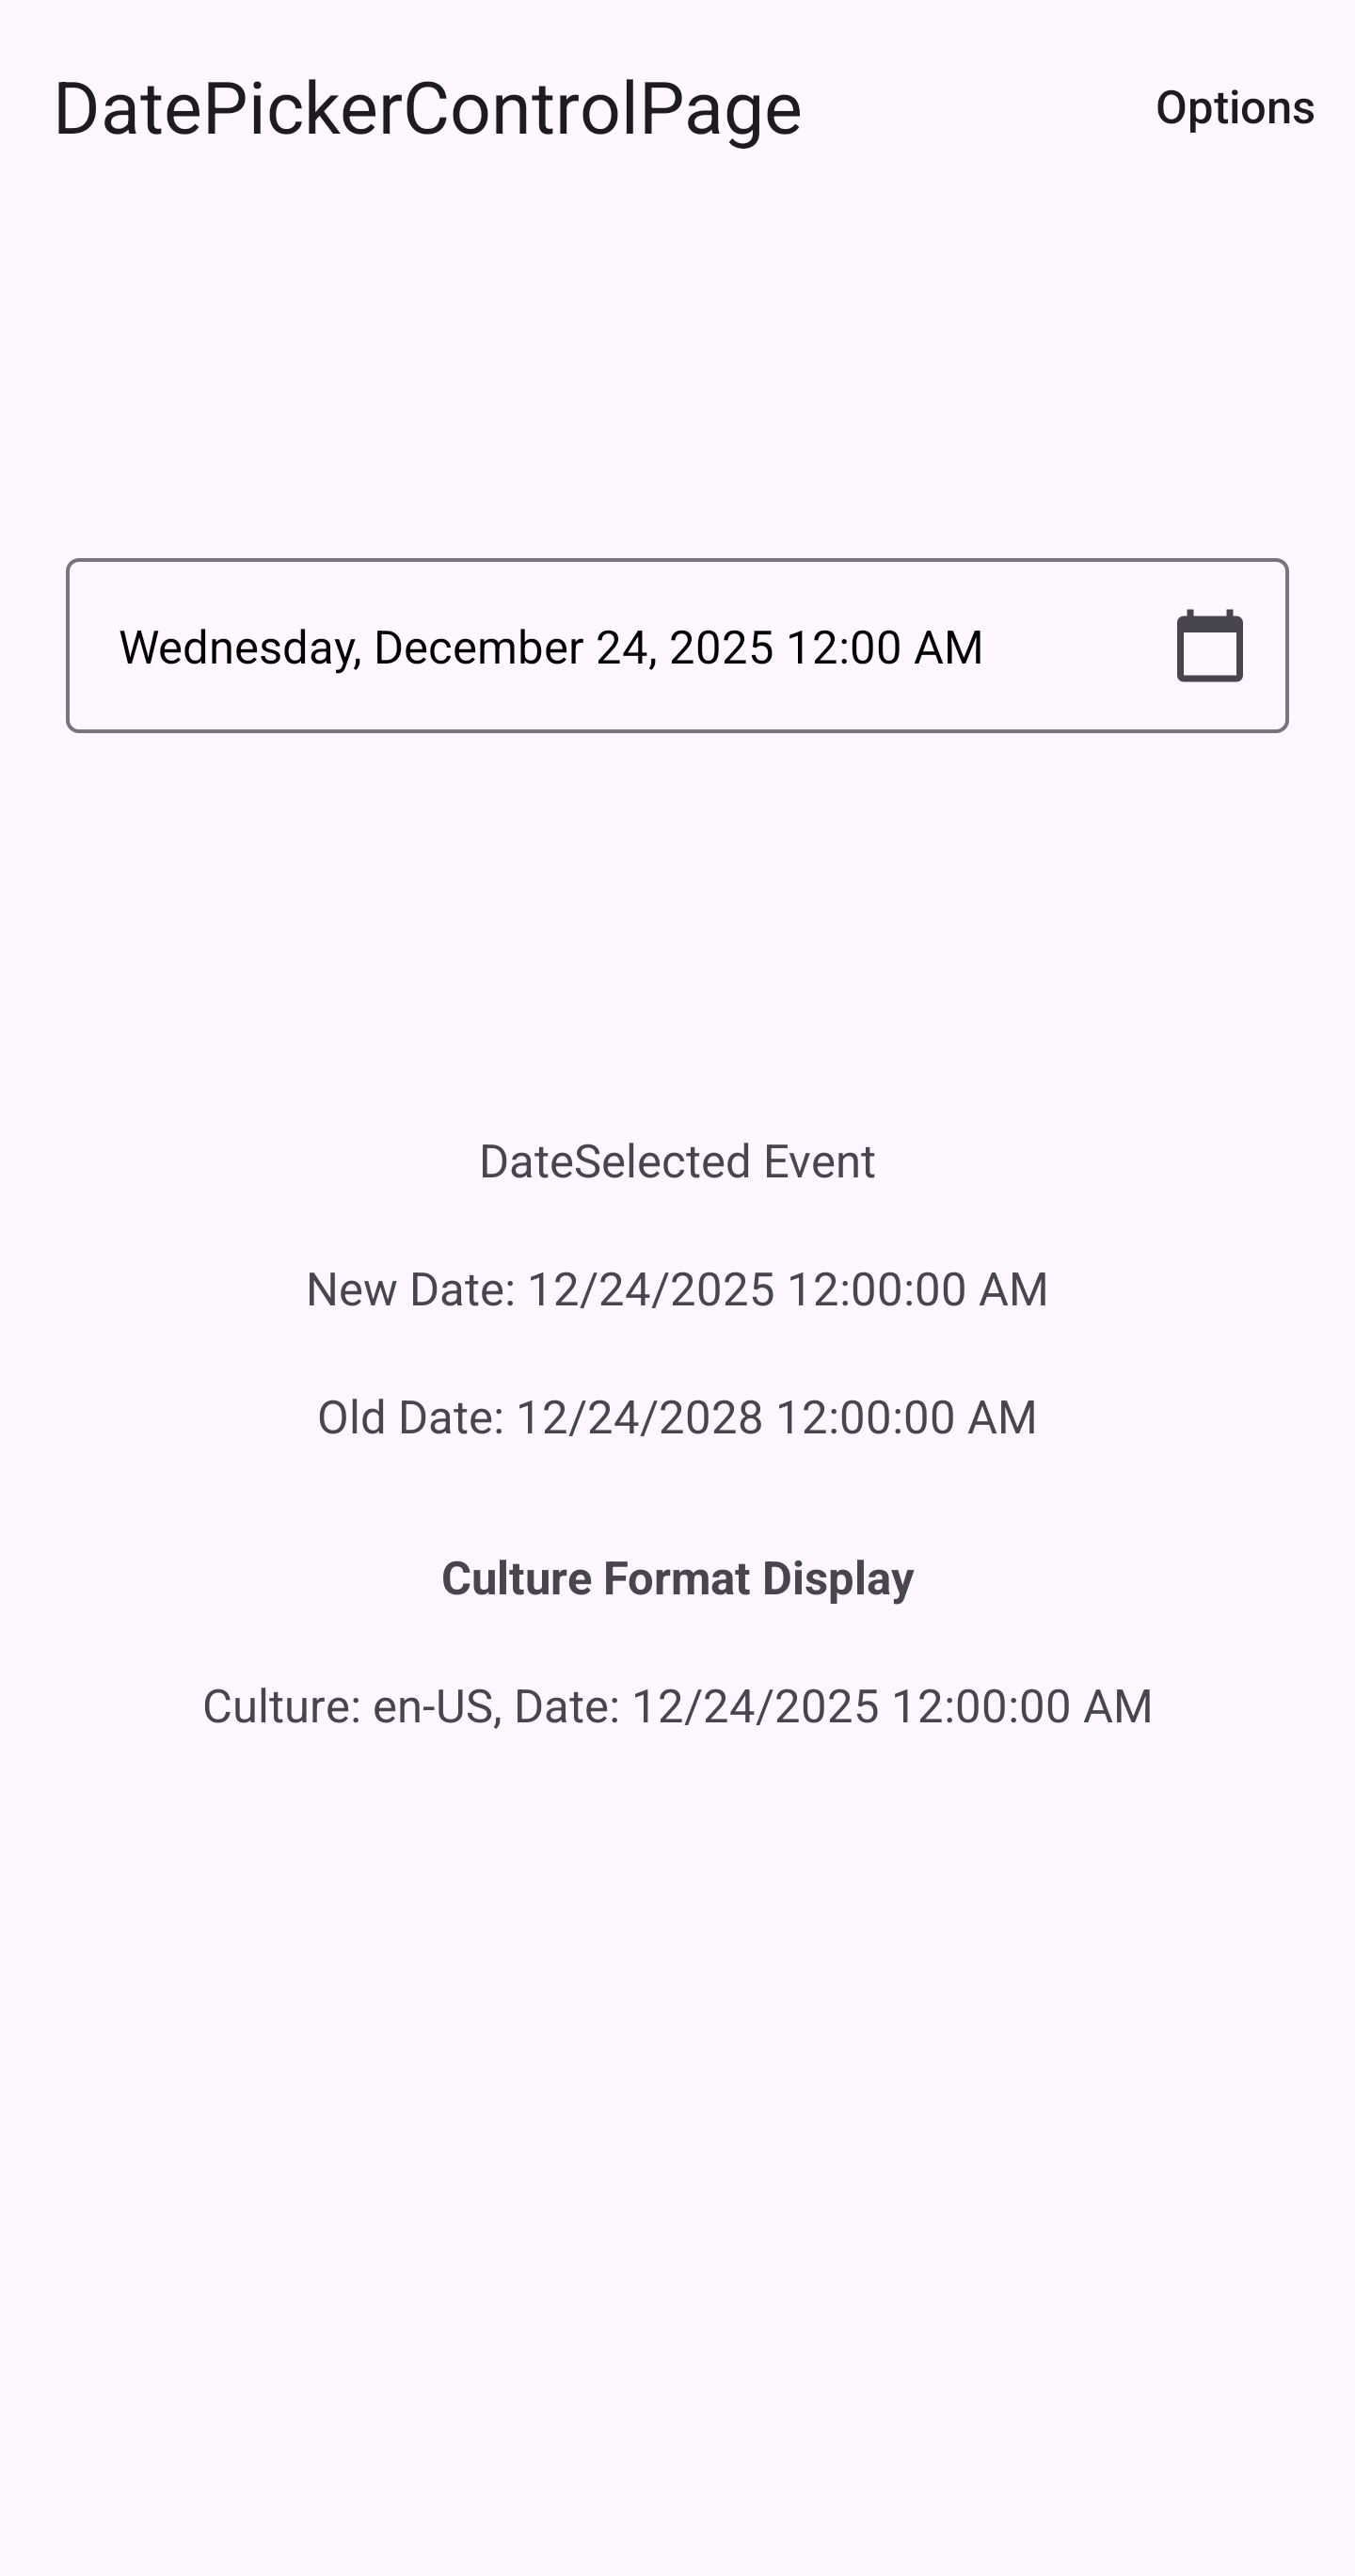 DatePickerControlPage
Options
Wednesday, December 24, 2025 12:00 AM
DateSelected Event
New Date: 12/24/2025 12:00:00 AM
Old Date: 12/24/2028 12:00:00 AM
Culture Format Display
Culture: en-US, Date: 12/24/2025 12:00:00 AM